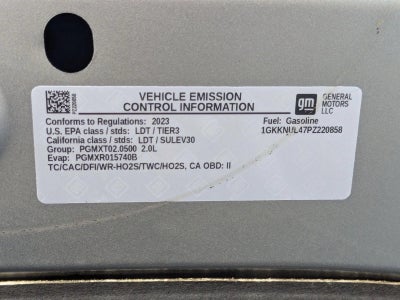 VEHICLE EMISSION
CONTROL INFORMATION
gm GENERAL MOTORS LLC
Conforms to Regulations: 2023
Fuel: Gasoline
U.S. EPA class / stds: LDT / TIER3
1GKKNUL47PZ220858
California class / stds: LDT / SULEV30
Group: PGMXT02.0500 2.0L
Evap: PGMXR015740B
TC/CAC/DFI/WR-HO2S/TWC/HO2S, CA OBD: II